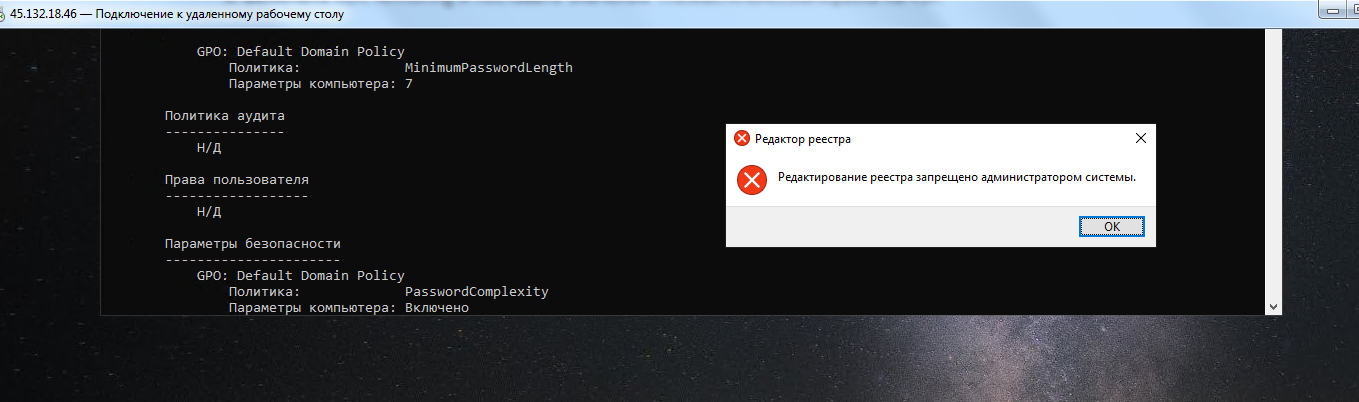 45.132.18.46 — Подключение к удаленному рабочему столу
GPO: Default Domain Policy
Политика: MinimumPasswordLength
Параметры компьютера: 7
Политика аудита
---------------
Н/Д
Права пользователя
------------------
Н/Д
Параметры безопасности
----------------------
GPO: Default Domain Policy
Политика: PasswordComplexity
Параметры компьютера: Включено
Редактор реестра
Редактирование реестра запрещено администратором системы.
OK